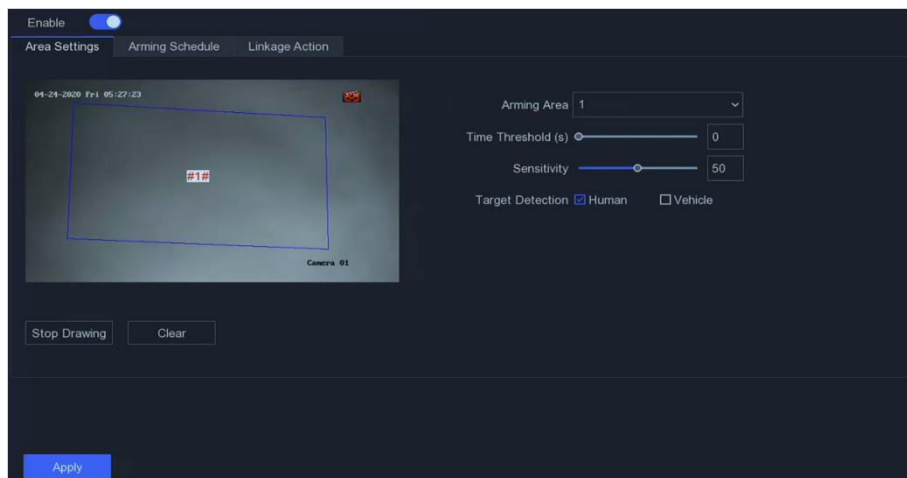 Enable
Area Settings Arming Schedule Linkage Action
04-24-2020 Fri 05:27:23
Arming Area 1
Time Threshold (s) 0
#1#
Sensitivity 50
Target Detection Human Vehicle
Camera 01
Stop Drawing Clear
Apply